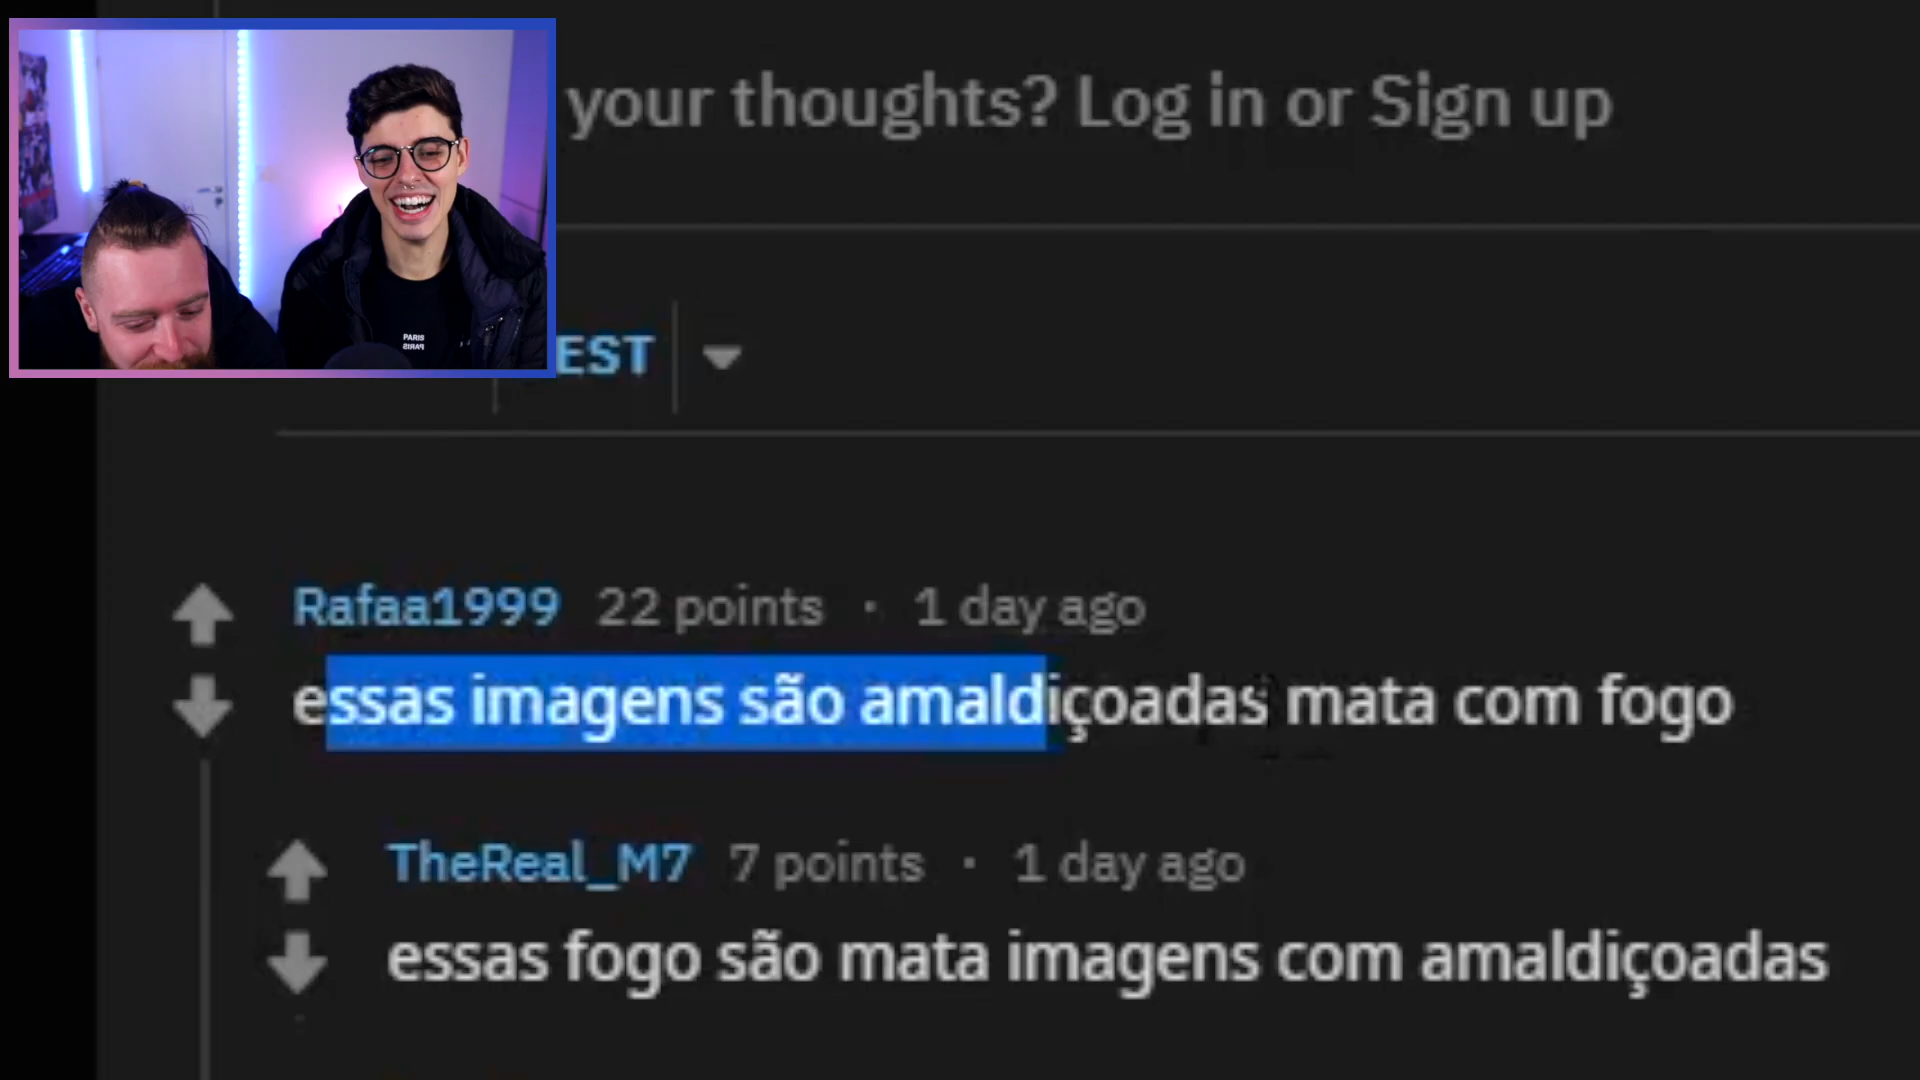 your thoughts? Log in or Sign up
EST
Rafaa1999 22 points · 1 day ago
essas imagens são amaldiçoadas mata com fogo
TheReal_M7 7 points · 1 day ago
essas fogo são mata imagens com amaldiçoadas